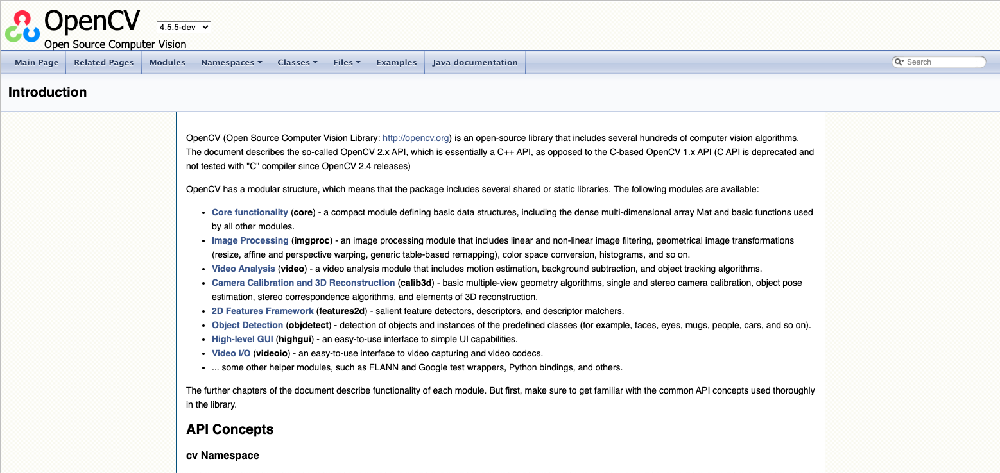 OpenCV
4.5.5-dev
Open Source Computer Vision
Main Page Related Pages Modules Namespaces Classes Files Examples Java documentation Search
Introduction
OpenCV (Open Source Computer Vision Library: http://opencv.org) is an open-source library that includes several hundreds of computer vision algorithms.
The document describes the so-called OpenCV 2.x API, which is essentially a C++ API, as opposed to the C-based OpenCV 1.x API (C API is deprecated and
not tested with "C" compiler since OpenCV 2.4 releases)
OpenCV has a modular structure, which means that the package includes several shared or static libraries. The following modules are available:
• Core functionality (core) - a compact module defining basic data structures, including the dense multi-dimensional array Mat and basic functions used
by all other modules.
• Image Processing (imgproc) - an image processing module that includes linear and non-linear image filtering, geometrical image transformations
(resize, affine and perspective warping, generic table-based remapping), color space conversion, histograms, and so on.
• Video Analysis (video) - a video analysis module that includes motion estimation, background subtraction, and object tracking algorithms.
• Camera Calibration and 3D Reconstruction (calib3d) - basic multiple-view geometry algorithms, single and stereo camera calibration, object pose
estimation, stereo correspondence algorithms, and elements of 3D reconstruction.
• 2D Features Framework (features2d) - salient feature detectors, descriptors, and descriptor matchers.
• Object Detection (objdetect) - detection of objects and instances of the predefined classes (for example, faces, eyes, mugs, people, cars, and so on).
• High-level GUI (highgui) - an easy-to-use interface to simple UI capabilities.
• Video I/O (videoio) - an easy-to-use interface to video capturing and video codecs.
• ... some other helper modules, such as FLANN and Google test wrappers, Python bindings, and others.
The further chapters of the document describe functionality of each module. But first, make sure to get familiar with the common API concepts used thoroughly
in the library.
API Concepts
cv Namespace